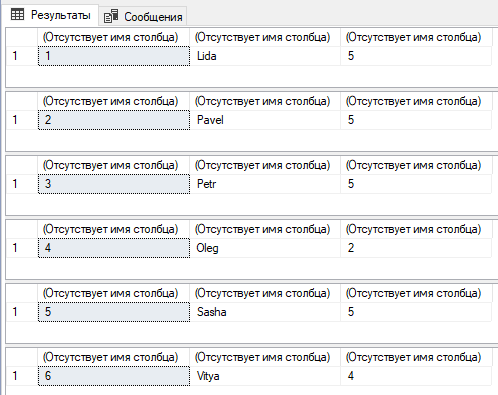 Результаты Сообщения
(Отсутствует имя столбца) (Отсутствует имя столбца) (Отсутствует имя столбца)
1 1 Lida 5
(Отсутствует имя столбца) (Отсутствует имя столбца) (Отсутствует имя столбца)
1 2 Pavel 5
(Отсутствует имя столбца) (Отсутствует имя столбца) (Отсутствует имя столбца)
1 3 Petr 5
(Отсутствует имя столбца) (Отсутствует имя столбца) (Отсутствует имя столбца)
1 4 Oleg 2
(Отсутствует имя столбца) (Отсутствует имя столбца) (Отсутствует имя столбца)
1 5 Sasha 5
(Отсутствует имя столбца) (Отсутствует имя столбца) (Отсутствует имя столбца)
1 6 Vitya 4